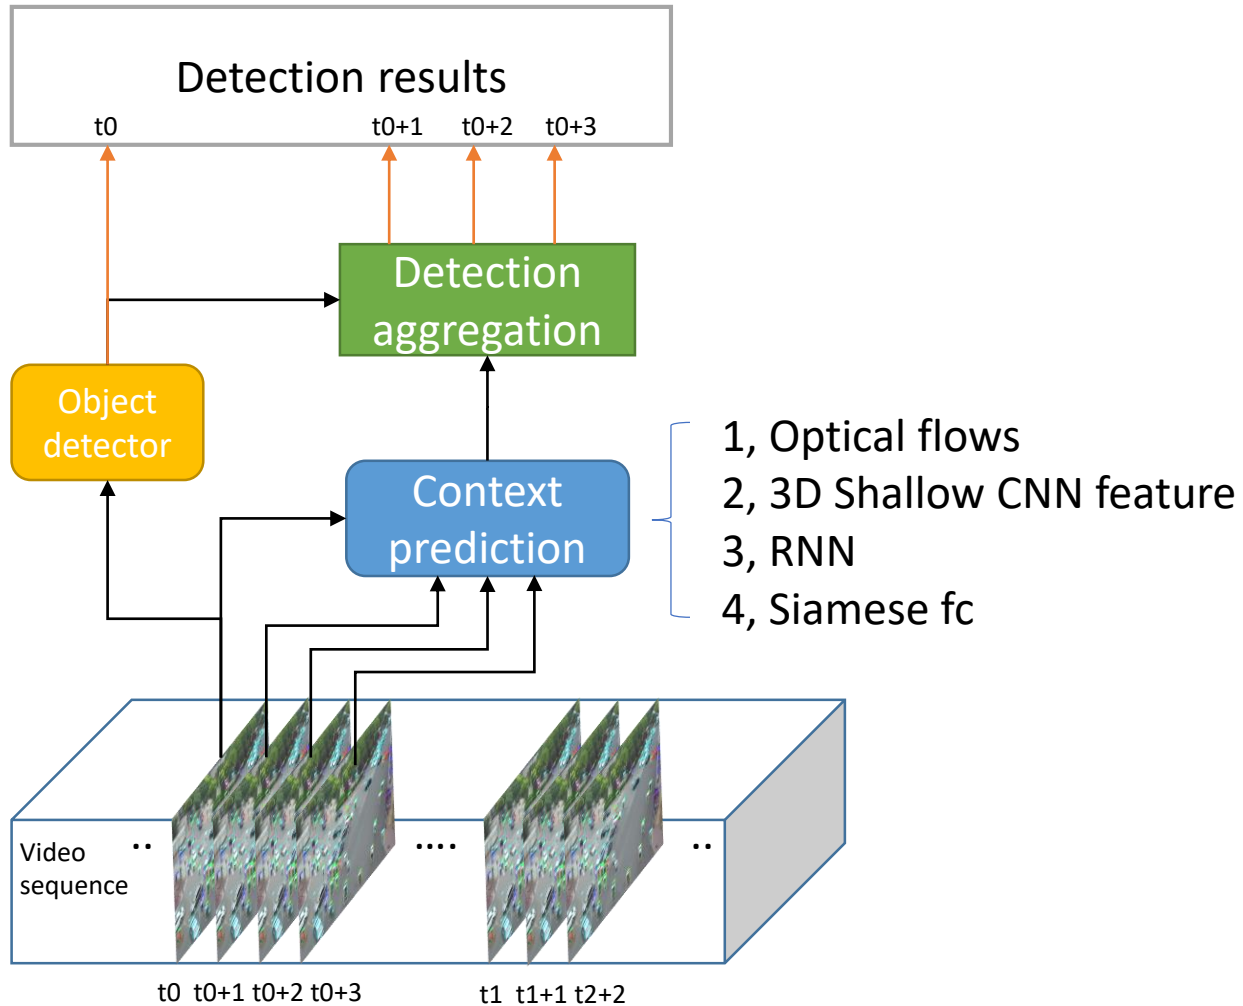 Detection results
t0
t0+1
t0+2
t0+3
Detection
aggregation
Object
detector
Context
prediction
1, Optical flows
2, 3D Shallow CNN feature
3, RNN
4, Siamese fc
Video
sequence
..
....
..
t0
t0+1
t0+2
t0+3
t1
t1+1
t2+2